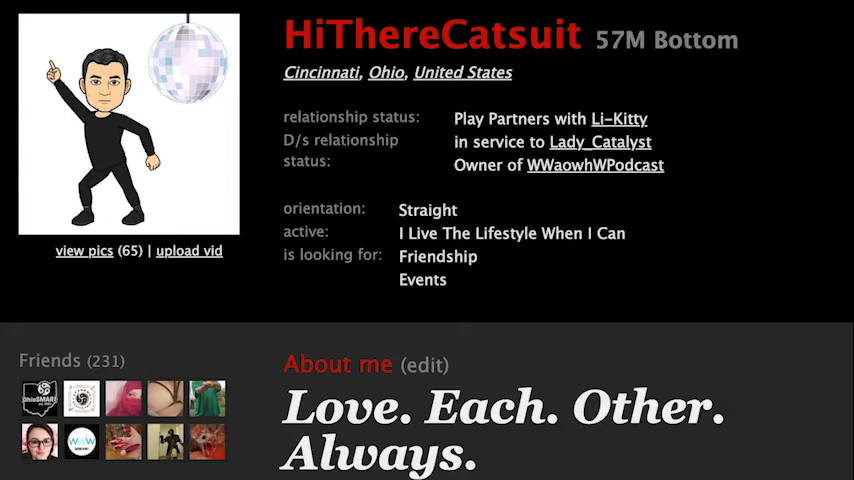 HiThereCatsuit 57M Bottom
Cincinnati, Ohio, United States
relationship status: Play Partners with Li-Kitty
D/s relationship status: in service to Lady_Catalyst
Owner of WWaowhWPodcast
orientation: Straight
active: I Live The Lifestyle When I Can
is looking for: Friendship
Events
view pics (65) | upload vid
Friends (231)
OhioSMART
WWW
About me (edit)
Love. Each. Other.
Always.